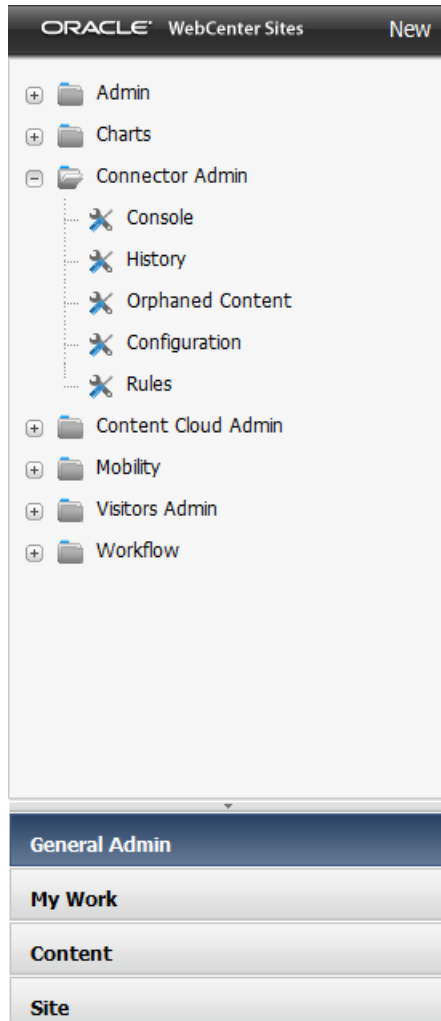 ORACLE WebCenter Sites New
Admin
Charts
Connector Admin
Console
History
Orphaned Content
Configuration
Rules
Content Cloud Admin
Mobility
Visitors Admin
Workflow
General Admin
My Work
Content
Site